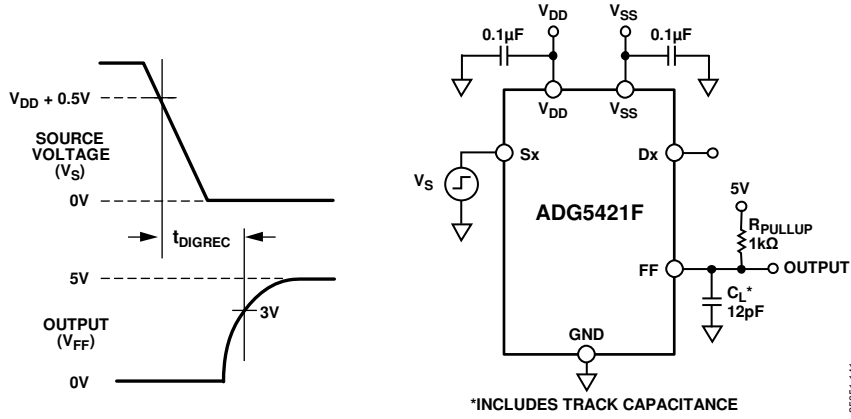 V_DD + 0.5V
SOURCE
VOLTAGE
(V_S)
0V
t_DIGREC
5V
OUTPUT
(V_FF)
3V
0V
V_DD
V_SS
0.1µF
0.1µF
V_DD
V_SS
Sx
Dx
V_S
ADG5421F
5V
R_PULLUP
1kΩ
FF
OUTPUT
C_L*
12pF
GND
*INCLUDES TRACK CAPACITANCE